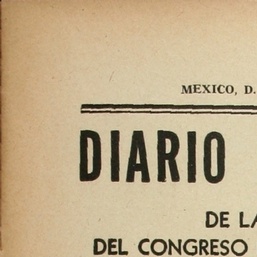 MEXICO, D.
DIARIO
DE LA
DEL CONGRESO